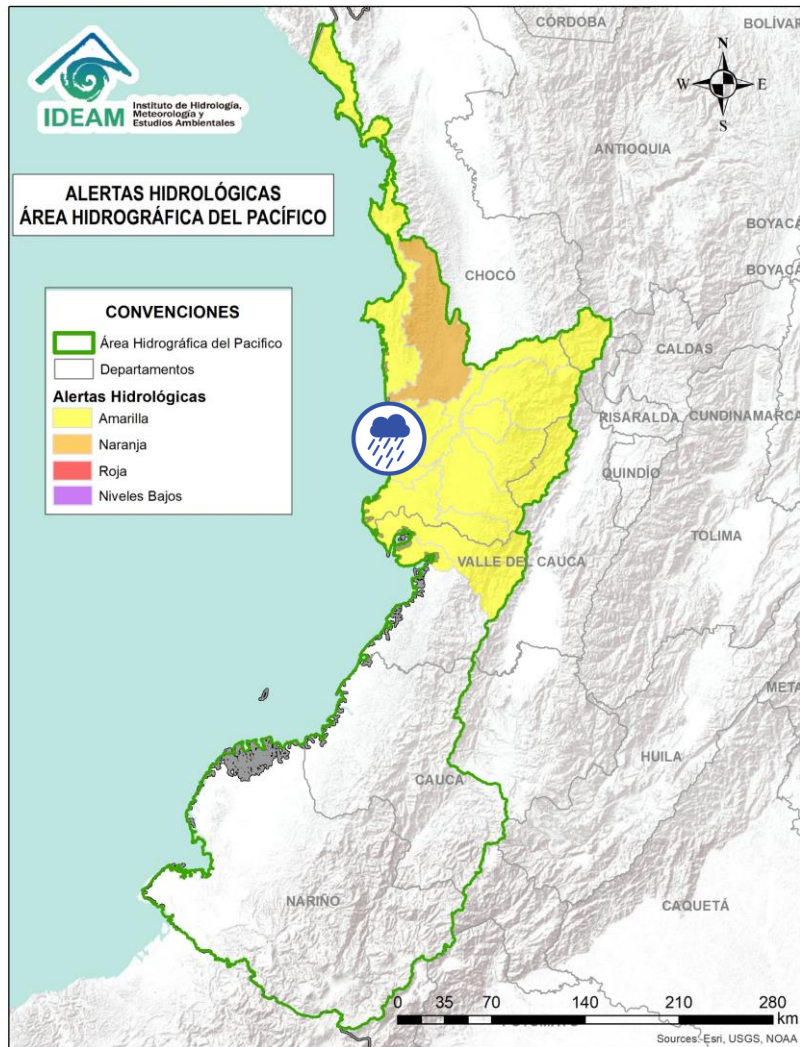 IDEAM
Instituto de Hidrología,
Meteorología y
Estudios Ambientales
ALERTAS HIDROLÓGICAS
ÁREA HIDROGRÁFICA DEL PACÍFICO
CONVENCIONES
Área Hidrográfica del Pacifico
Departamentos
Alertas Hidrológicas
Amarilla
Naranja
Roja
Niveles Bajos
N
W
E
S
CÓRDOBA
BOLÍVAR
ANTIOQUIA
BOYACÁ
BOYACÁ
CHOCÓ
CALDAS
RISARALDA
CUNDINAMARCA
QUINDÍO
TOLIMA
VALLE DEL CAUCA
META
HUILA
CAUCA
NARIÑO
CAQUETÁ
0 35 70 140 210 280
km
Sources: Esri, USGS, NOAA